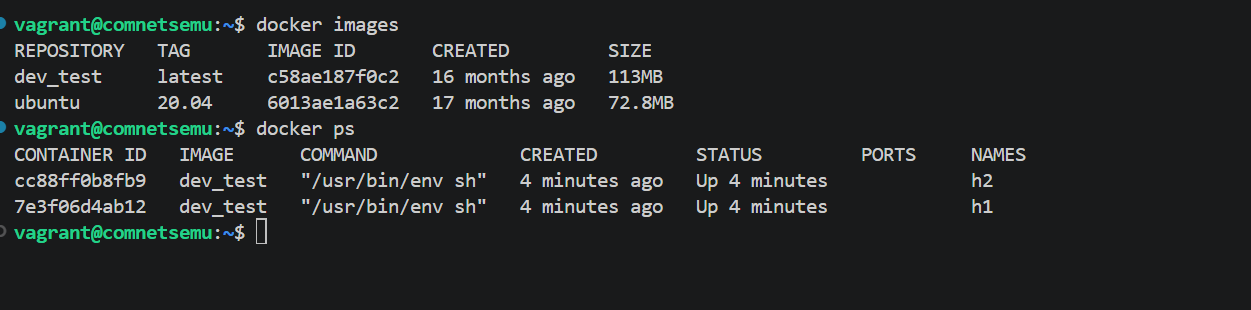 vagrant@comnetsemu:~$ docker images
REPOSITORY   TAG       IMAGE ID       CREATED         SIZE
dev_test     latest    c58ae187f0c2   16 months ago   113MB
ubuntu       20.04     6013ae1a63c2   17 months ago   72.8MB
vagrant@comnetsemu:~$ docker ps
CONTAINER ID   IMAGE      COMMAND             CREATED         STATUS         PORTS     NAMES
cc88ff0b8fb9   dev_test   "/usr/bin/env sh"   4 minutes ago   Up 4 minutes             h2
7e3f06d4ab12   dev_test   "/usr/bin/env sh"   4 minutes ago   Up 4 minutes             h1
vagrant@comnetsemu:~$